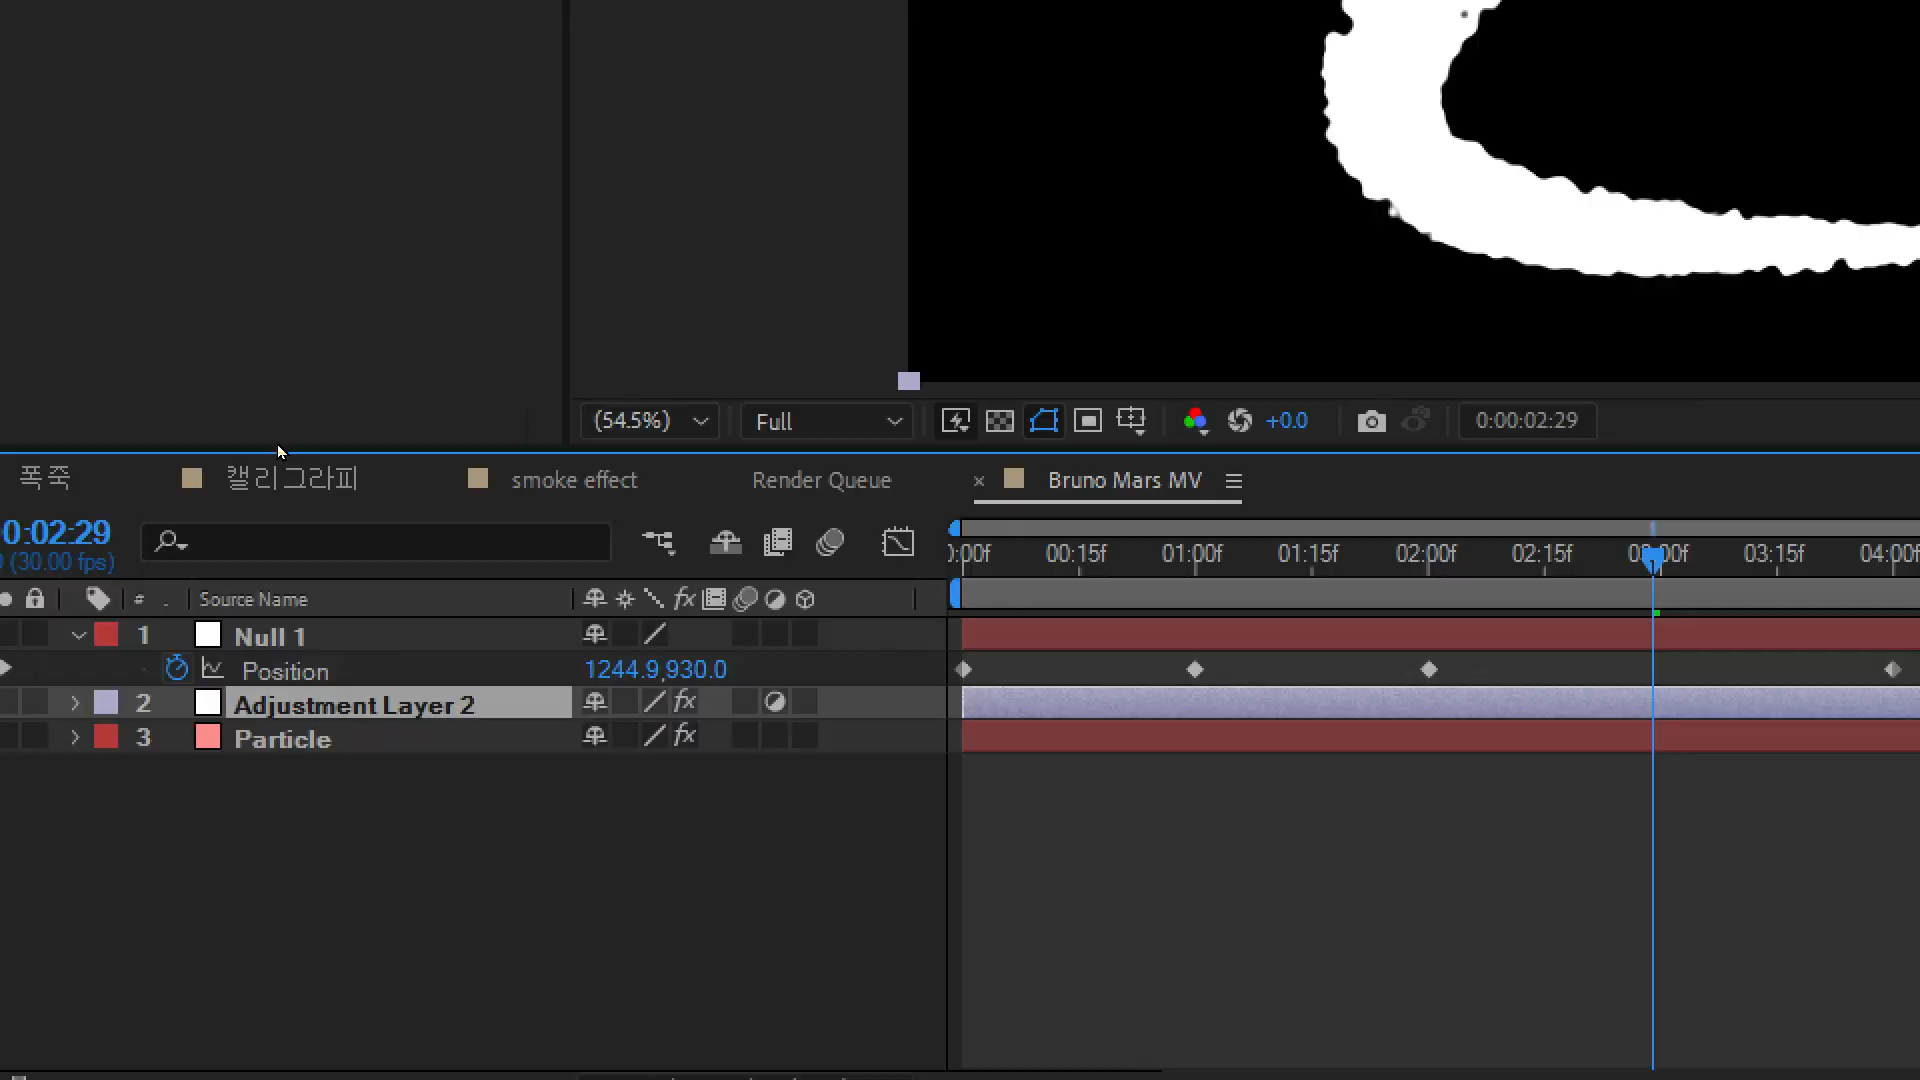 (54.5%) Full +0.0 0:00:02:29
폭죽 캘리그라피 smoke effect Render Queue × Bruno Mars MV
0:02:29
(30.00 fps)
00:15f 01:00f 01:15f 02:00f 02:15f 03:15f 04:00f
# . Source Name fx
1 Null 1
Position 1244.9,930.0
2 Adjustment Layer 2 fx
3 Particle fx